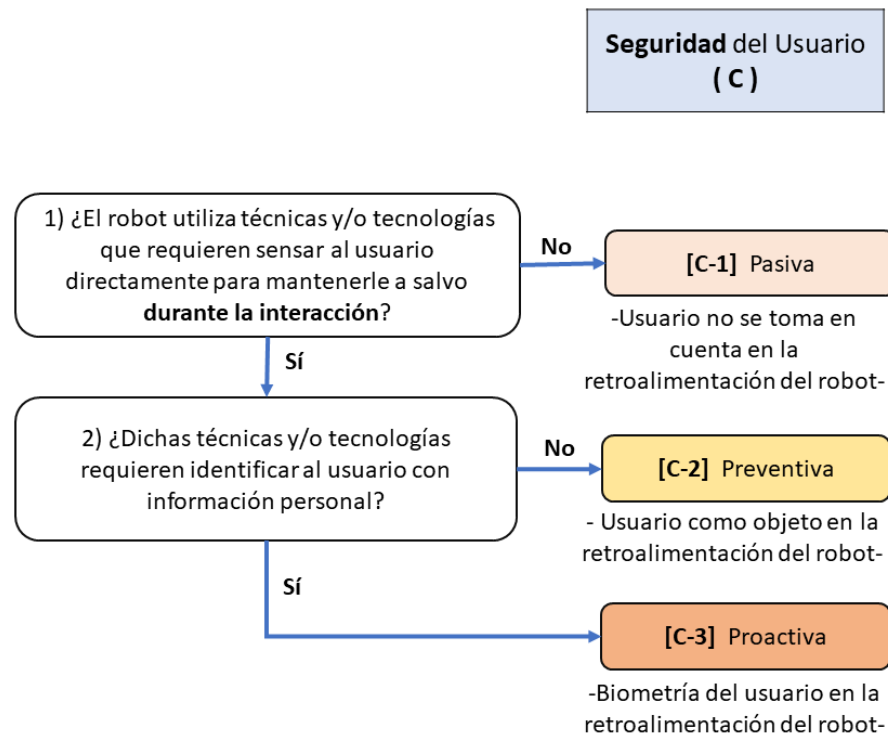 Seguridad del Usuario
( C )
1) ¿El robot utiliza técnicas y/o tecnologías
que requieren sensar al usuario
directamente para mantenerle a salvo
durante la interacción?
No
[C-1] Pasiva
-Usuario no se toma en
cuenta en la
retroalimentación del robot-
Sí
2) ¿Dichas técnicas y/o tecnologías
requieren identificar al usuario con
información personal?
No
[C-2] Preventiva
- Usuario como objeto en la
retroalimentación del robot-
Sí
[C-3] Proactiva
-Biometría del usuario en la
retroalimentación del robot-